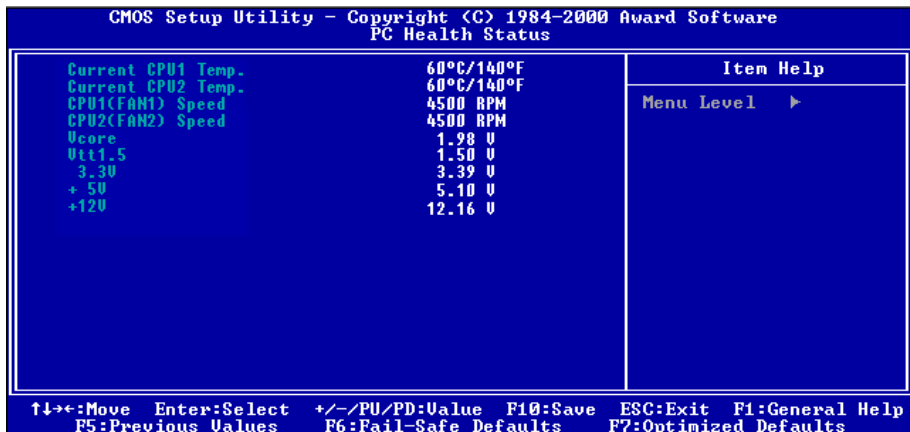 CMOS Setup Utility - Copyright (C) 1984-2000 Award Software
PC Health Status
Current CPU1 Temp. 60°C/140°F
Current CPU2 Temp. 60°C/140°F
CPU1(FAN1) Speed 4500 RPM
CPU2(FAN2) Speed 4500 RPM
Vcore 1.98 V
Vtt1.5 1.50 V
3.3V 3.39 V
+ 5V 5.10 V
+12V 12.16 V
Item Help
Menu Level ▶
↑↓→←:Move Enter:Select +/-/PU/PD:Value F10:Save ESC:Exit F1:General Help
F5:Previous Values F6:Fail-Safe Defaults F7:Optimized Defaults